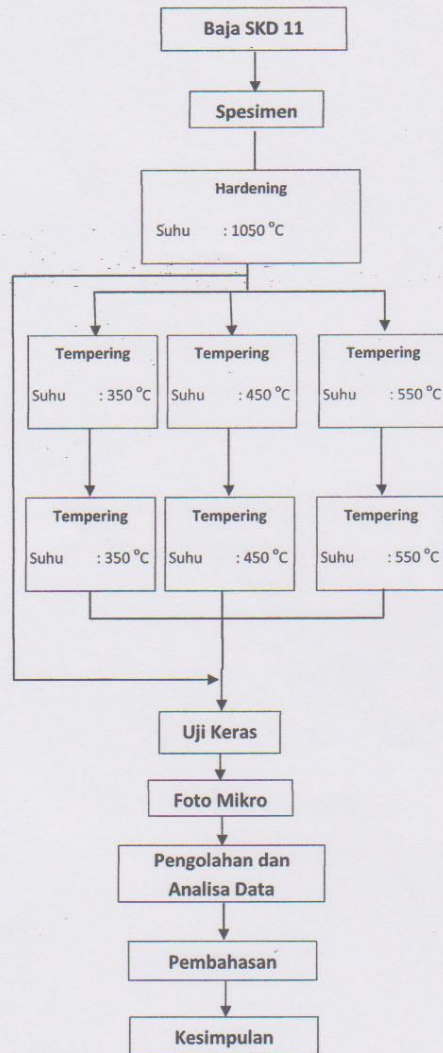 Baja SKD 11
Spesimen
Hardening
Suhu : 1050 °C
Tempering
Suhu : 350 °C
Tempering
Suhu : 450 °C
Tempering
Suhu : 550 °C
Tempering
Suhu : 350 °C
Tempering
Suhu : 450 °C
Tempering
Suhu : 550 °C
Uji Keras
Foto Mikro
Pengolahan dan
Analisa Data
Pembahasan
Kesimpulan